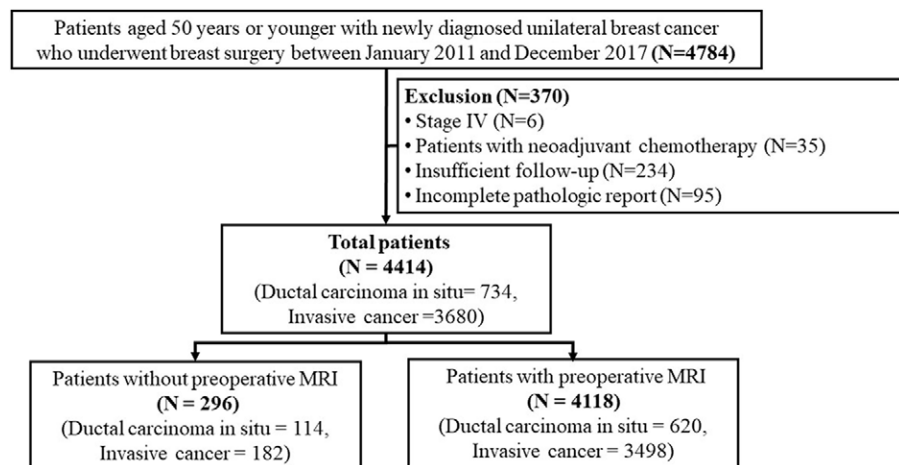 Patients aged 50 years or younger with newly diagnosed unilateral breast cancer
who underwent breast surgery between January 2011 and December 2017 (N=4784)
Exclusion (N=370)
• Stage IV (N=6)
• Patients with neoadjuvant chemotherapy (N=35)
• Insufficient follow-up (N=234)
• Incomplete pathologic report (N=95)
Total patients
(N = 4414)
(Ductal carcinoma in situ= 734,
Invasive cancer =3680)
Patients without preoperative MRI
(N = 296)
(Ductal carcinoma in situ = 114,
Invasive cancer = 182)
Patients with preoperative MRI
(N = 4118)
(Ductal carcinoma in situ = 620,
Invasive cancer = 3498)